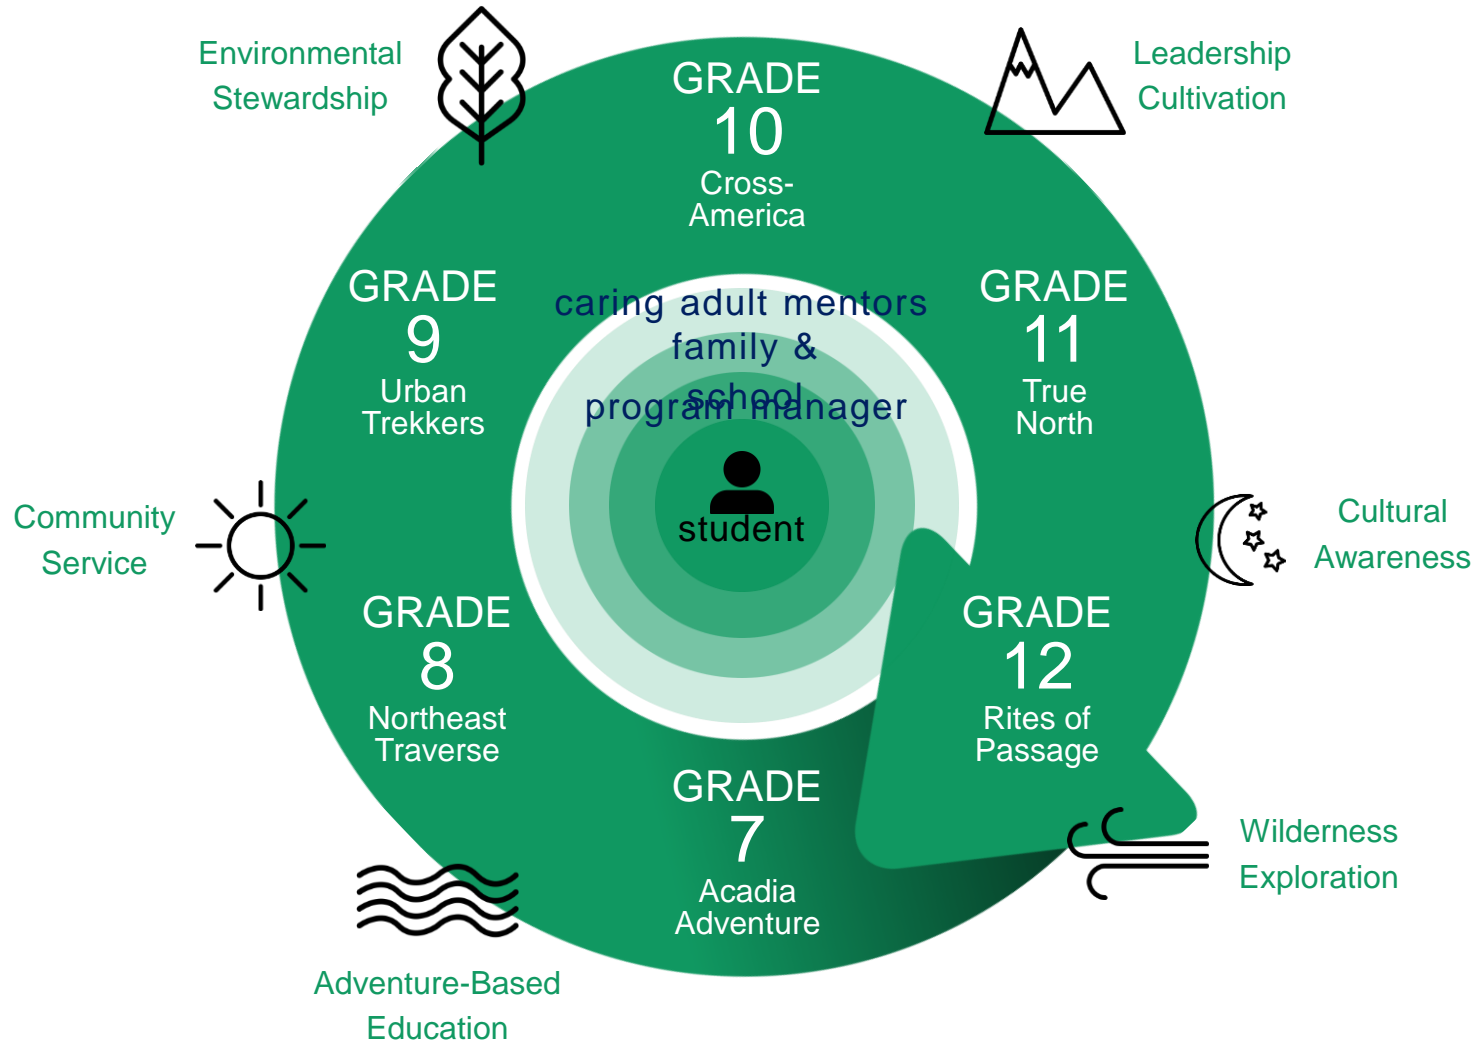 Environmental
Stewardship
Leadership
Cultivation
GRADE
10
Cross-
America
GRADE
9
Urban
Trekkers
GRADE
11
True
North
caring adult mentors
family &
school
program manager
student
Community
Service
Cultural
Awareness
GRADE
8
Northeast
Traverse
GRADE
12
Rites of
Passage
GRADE
7
Acadia
Adventure
Wilderness
Exploration
Adventure-Based
Education